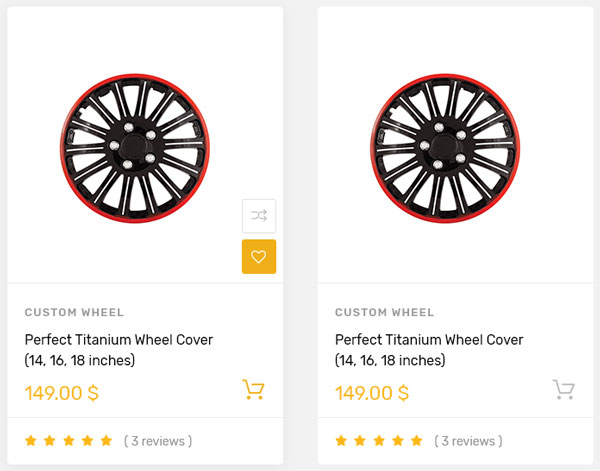 CUSTOM WHEEL
Perfect Titanium Wheel Cover
(14, 16, 18 inches)
149.00 $
( 3 reviews )
CUSTOM WHEEL
Perfect Titanium Wheel Cover
(14, 16, 18 inches)
149.00 $
( 3 reviews )